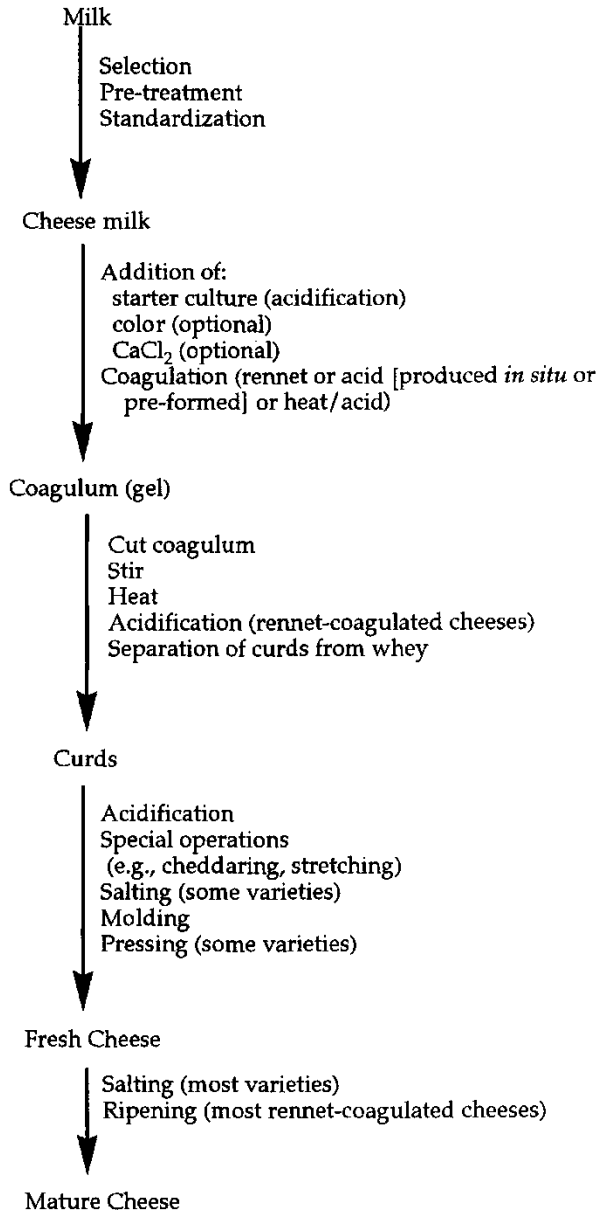 Milk
Selection
Pre-treatment
Standardization
Cheese milk
Addition of:
starter culture (acidification)
color (optional)
CaCl₂ (optional)
Coagulation (rennet or acid [produced in situ or
pre-formed] or heat/acid)
Coagulum (gel)
Cut coagulum
Stir
Heat
Acidification (rennet-coagulated cheeses)
Separation of curds from whey
Curds
Acidification
Special operations
(e.g., cheddaring, stretching)
Salting (some varieties)
Molding
Pressing (some varieties)
Fresh Cheese
Salting (most varieties)
Ripening (most rennet-coagulated cheeses)
Mature Cheese